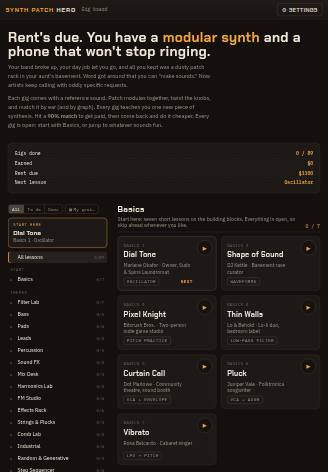 SYNTH PATCH HERO Gig board
SETTINGS
Rent's due. You have a modular synth and a
phone that won't stop ringing.
Your band broke up, your day job let you go, and all you kept was a dusty patch
rack in your aunt's basement. Word got around that you can "make sounds". Now
artists keep calling with oddly specific requests.
Each gig comes with a reference sound. Patch modules together, twist the knobs,
and match it by ear (and by graph). Every gig teaches you one new piece of
synthesis. Hit a 90% match to get paid, then come back and do it cheaper. Every
gig is open: start with Basics, or jump to whatever sounds fun.
Gigs done
Earned $0
Rent due $1100
Next lesson Oscillator
All To do Done
START HERE
Dial Tone
Basics 1 · Oscillator
All lessons
START
Basics
THEMES
Filter Lab
Bass
Pads
Leads
Percussion
Sound FX
Mix Desk
Harmonics Lab
FM Studio
Effects Rack
Strings & Plucks
Comb Lab
Industrial
Random & Generative
Step Sequencer
Basics
Start here: seven short lessons on the building blocks. Everything is open, so
skip ahead whenever you like.
0 / 7
BASICS 1
Dial Tone
Marlene Okafor · Owner, Suds
& Spins Laundromat
OSCILLATOR NEXT
BASICS 2
Shape of Sound
DJ Kettle · Basement rave
curator
WAVEFORMS
BASICS 3
Pixel Knight
Bitcrush Bros. · Two-person
indie game studio
PITCH PRACTICE
BASICS 4
Thin Walls
Lo & Behold · Lo-fi duo,
bedroom label
LOW-PASS FILTER
BASICS 5
Curtain Call
Dot Marlowe · Community
theatre, sound booth
VCA + ENVELOPE
BASICS 6
Pluck
Juniper Vale · Folktronica
songwriter
VCA + ADSR
BASICS 7
Vibrato
Rosa Belcanto · Cabaret singer
LFO → PITCH